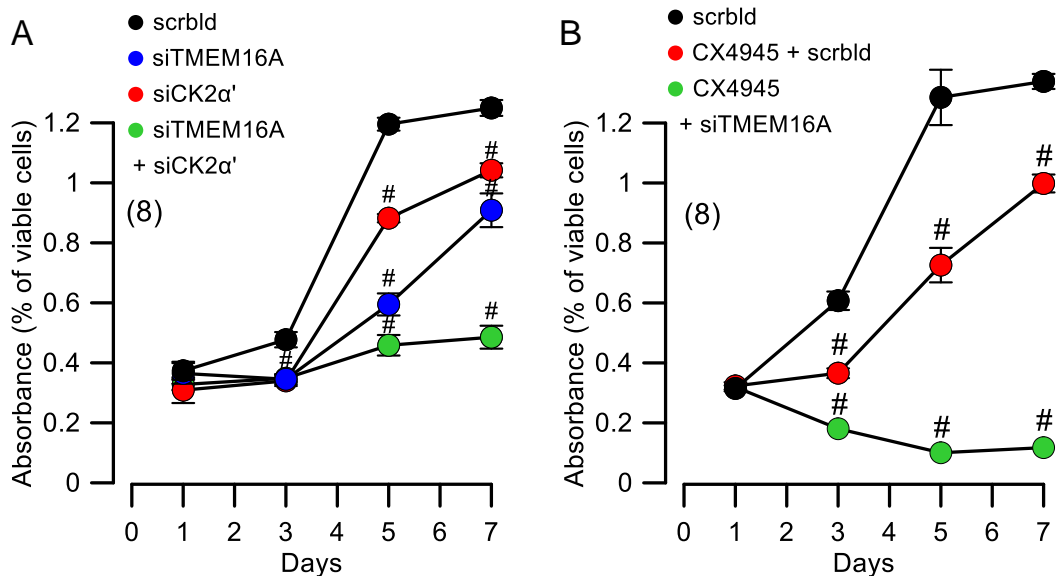 A
scrbld
siTMEM16A
siCK2α'
siTMEM16A
+ siCK2α'
(8)
Absorbance (% of viable cells)
1.2
1
0.8
0.6
0.4
0.2
0
#
#
#
#
#
#
#
0 1 2 3 4 5 6 7
Days
B
scrbld
CX4945 + scrbld
CX4945
+ siTMEM16A
(8)
Absorbance (% of viable cells)
1.2
1
0.8
0.6
0.4
0.2
0
#
#
#
#
#
#
0 1 2 3 4 5 6 7
Days